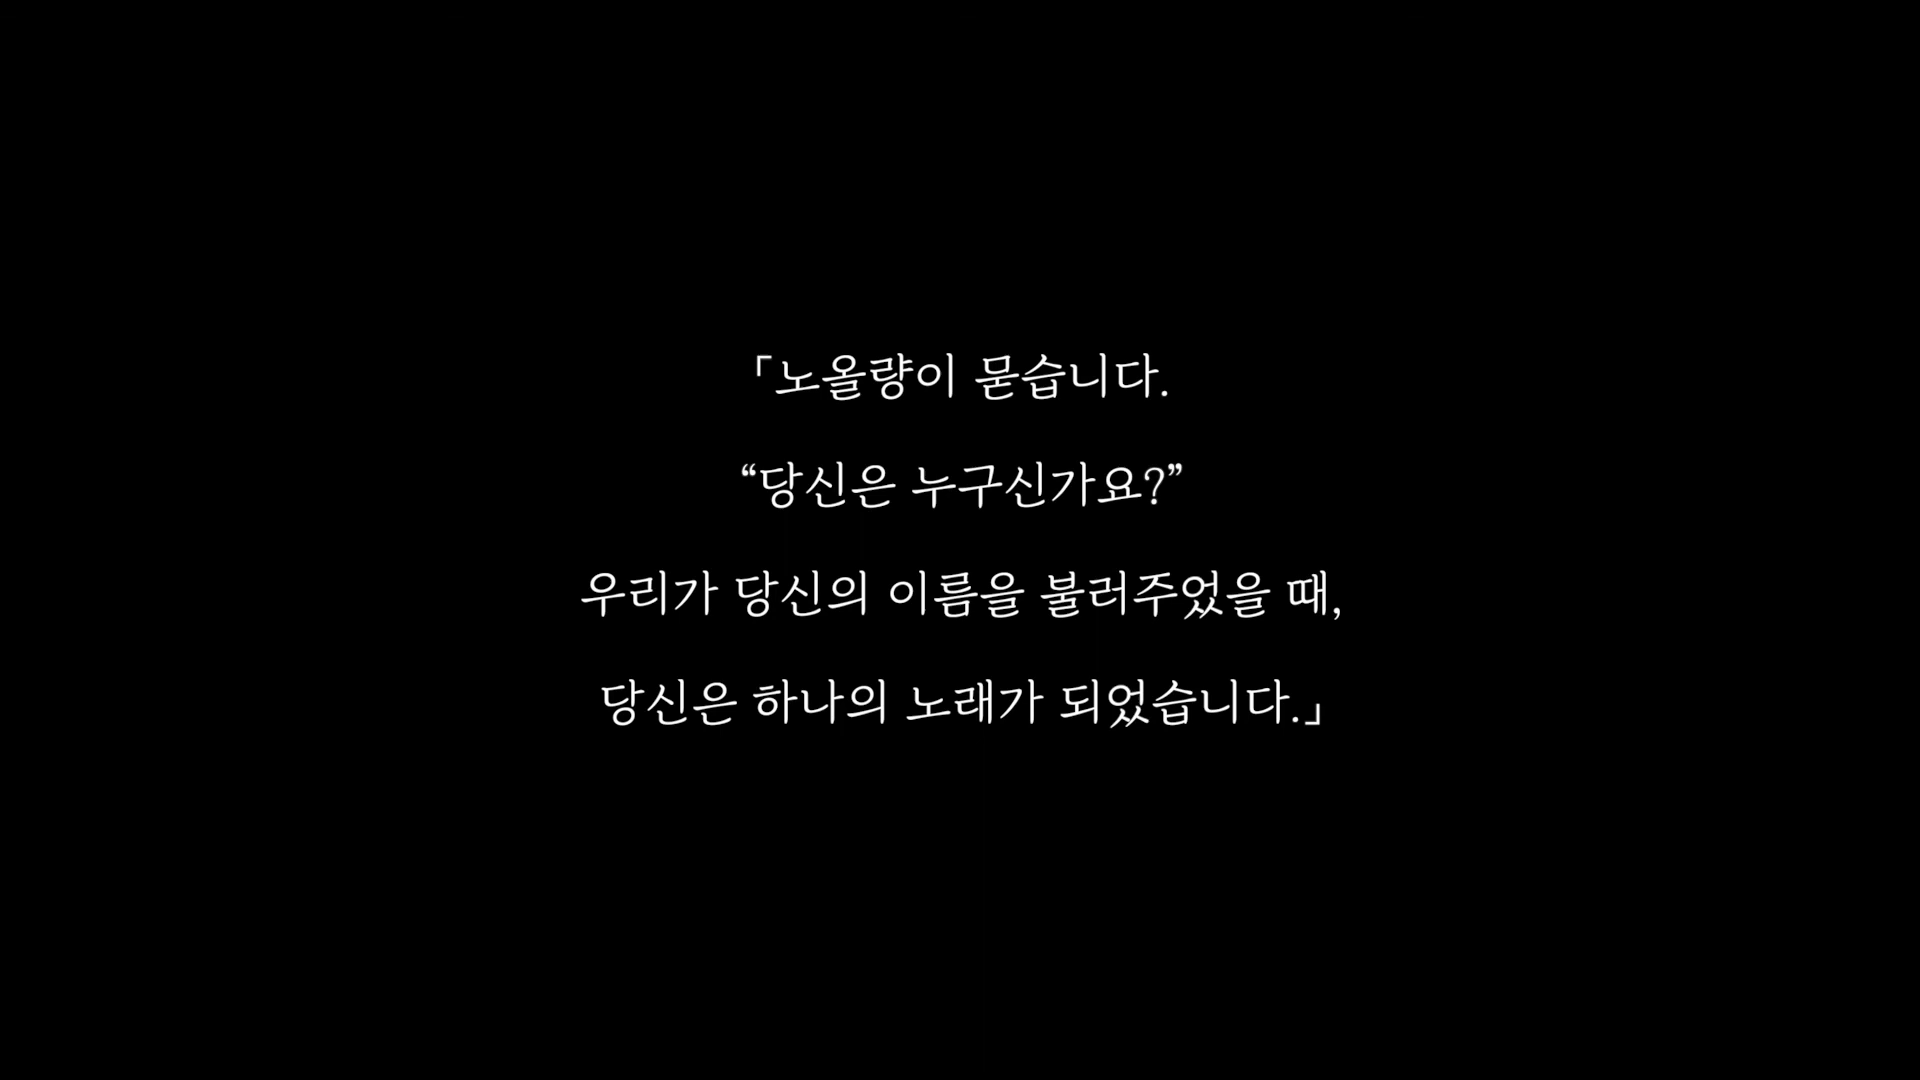 「노올량이 묻습니다.
“당신은 누구신가요?”
우리가 당신의 이름을 불러주었을 때,
당신은 하나의 노래가 되었습니다.」